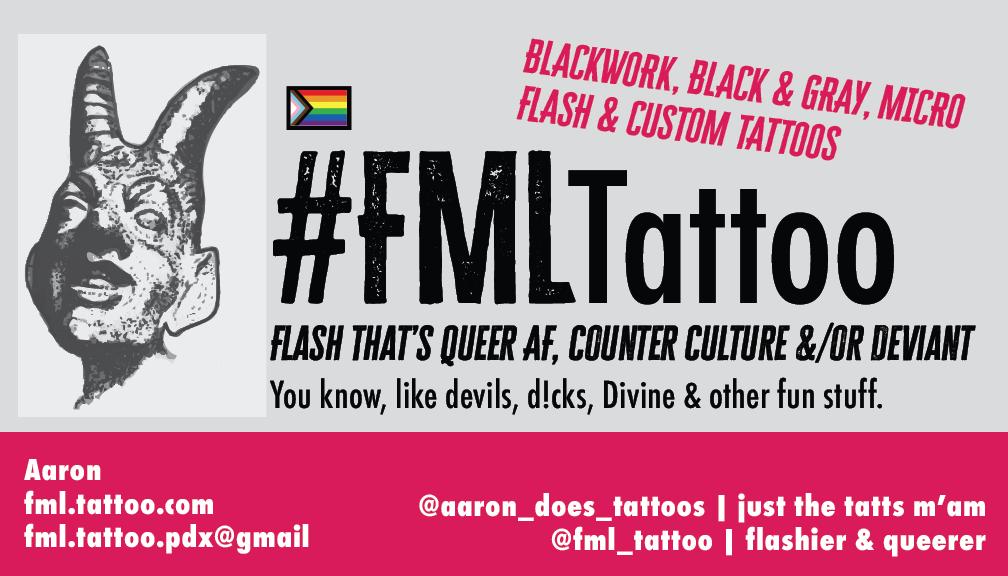 BLACKWORK, BLACK & GRAY, MICRO
FLASH & CUSTOM TATTOOS
#FMLTattoo
FLASH THAT'S QUEER AF, COUNTER CULTURE &/OR DEVIANT
You know, like devils, d!cks, Divine & other fun stuff.
Aaron
fml.tattoo.com
fml.tattoo.pdx@gmail
@aaron_does_tattoos | just the tatts m'am
@fml_tattoo | flashier & queerer